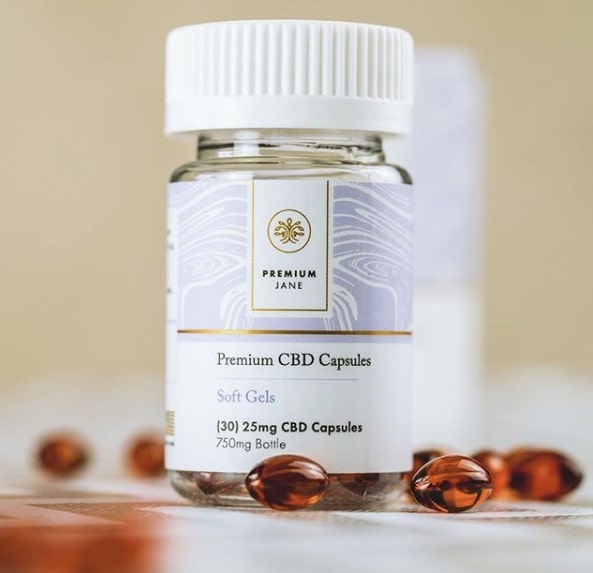 PREMIUM
JANE
Premium CBD Capsules
Soft Gels
(30) 25mg CBD Capsules
750mg Bottle